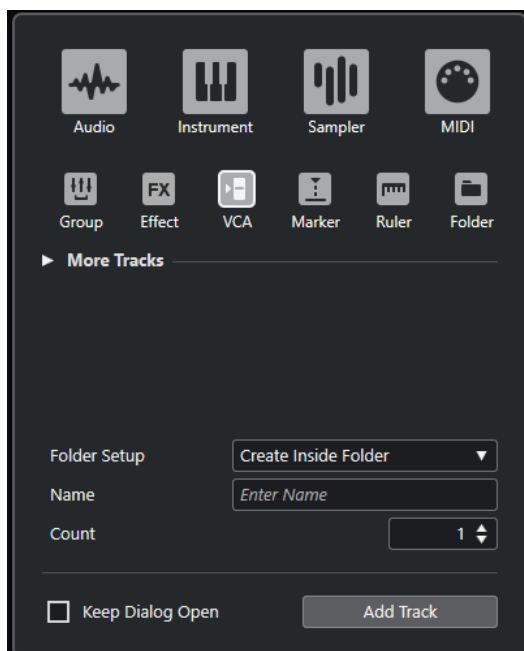 Audio Instrument Sampler MIDI
FX
Group Effect VCA Marker Ruler Folder
More Tracks
Folder Setup Create Inside Folder
Name Enter Name
Count 1
Keep Dialog Open Add Track